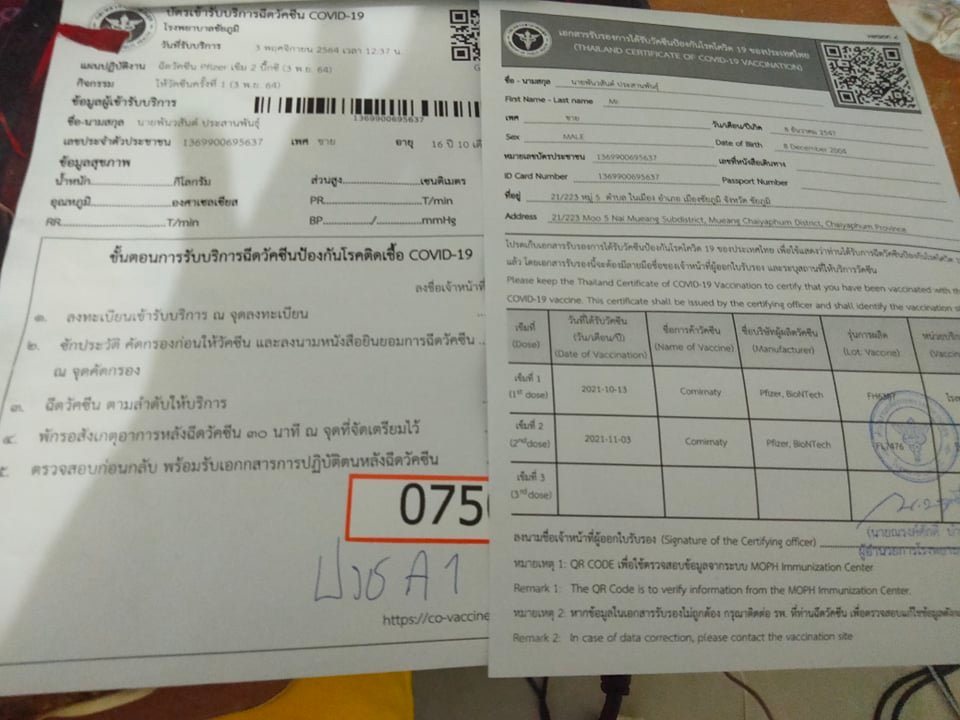 บัตรเข้ารับบริการฉีดวัคซีน COVID-19
โรงพยาบาลชัยภูมิ
วันที่รับบริการ 3 พฤศจิกายน 2564 เวลา 12:37 น.
แผนปฏิบัติงาน ฉีดวัคซีน Pfizer เข็ม 2 นี้ (3 พ.ย. 64)
กิจกรรม ให้วัคซีนครั้งที่ 1 (3 พ.ย. 64)
ข้อมูลผู้เข้ารับบริการ
1369900695637
ชื่อ-นามสกุล นายพันวสันต์ ประสานพันธุ์
เลขประจำตัวประชาชน 1369900695637 เพศ ชาย อายุ 16 ปี 10
ข้อมูลสุขภาพ
น้ำหนัก..........กิโลกรัม ส่วนสูง..........เซนติเมตร
อุณหภูมิ..........องศาเซลเซียส PR..........T/min
RR..........T/min BP........../..........mmHg
ขั้นตอนการรับบริการฉีดวัคซีนป้องกันโรคติดเชื้อ COVID-19
ลงชื่อเจ้าหน้าที่
๑. ลงทะเบียนเข้ารับบริการ ณ จุดลงทะเบียน
๒. ซักประวัติ คัดกรองก่อนให้วัคซีน และลงนามหนังสือยินยอมการฉีดวัคซีน
ณ จุดคัดกรอง
๓. ฉีดวัคซีน ตามลำดับให้บริการ
๔. พักรอสังเกตุอาการหลังฉีดวัคซีน ๓๐ นาที ณ จุดที่จัดเตรียมไว้
๕. ตรวจสอบก่อนกลับ พร้อมรับเอกกสารการปฏิบัติตนหลังฉีดวัคซีน
075
ปวช A1
https://co-vaccine
เอกสารรับรองการได้รับวัคซีนป้องกันโรคโควิด 19 ของประเทศไทย
(THAILAND CERTIFICATE OF COVID-19 VACCINATION)
ชื่อ - นามสกุล นายพันวสันต์ ประสานพันธุ์
First Name - Last name Mr.
เพศ ชาย วัน/เดือน/ปีเกิด 8 ธันวาคม 2547
Sex MALE Date of Birth 8 December 2004
หมายเลขบัตรประชาชน 1369900695637 เลขที่หนังสือเดินทาง
ID Card Number 1369900695637 Passport Number
ที่อยู่ 21/223 หมู่ 5 ตำบล ในเมือง อำเภอ เมืองชัยภูมิ จังหวัด ชัยภูมิ
Address 21/223 Moo 5 Nai Mueang Subdistrict, Mueang Chaiyaphum District, Chaiyaphum Province
โปรดเก็บเอกสารรับรองการได้รับวัคซีนป้องกันโรคโควิด 19 ของประเทศไทย เพื่อใช้แสดงว่าท่านได้รับการฉีดวัคซีนป้องกันโรคโควิด
แล้ว โดยเอกสารรับรองนี้จะต้องมีลายมือชื่อของเจ้าหน้าที่ผู้ออกใบรับรอง และระบุสถานที่ให้บริการวัคซีน
Please keep the Thailand Certificate of COVID-19 Vaccination to certify that you have been vaccinated with the
COVID-19 vaccine. This certificate shall be issued by the certifying officer and shall identify the vaccination
เข็มที่ (Dose) วันที่ได้รับวัคซีน (วัน/เดือน/ปี) (Date of Vaccination) ชื่อการค้าวัคซีน (Name of Vaccine) ชื่อบริษัทผู้ผลิตวัคซีน (Manufacturer) รุ่นการผลิต (Lot. Vaccine)
เข็มที่ 1 (1st dose) 2021-10-13 Comirnaty Pfizer, BioNTech
เข็มที่ 2 (2nd dose) 2021-11-03 Comirnaty Pfizer, BioNTech
เข็มที่ 3 (3rd dose)
ลงนามชื่อเจ้าหน้าที่ผู้ออกใบรับรอง (Signature of the Certifying officer)
(นายณรงค์ศักดิ์
หมายเหตุ 1: QR CODE เพื่อใช้ตรวจสอบข้อมูลจากระบบ MOPH Immunization Center
Remark 1: The QR Code is to verify information from the MOPH Immunization Center.
หมายเหตุ 2: หากข้อมูลในเอกสารรับรองไม่ถูกต้อง กรุณาติดต่อ รพ. ที่ท่านฉีดวัคซีน เพื่อตรวจสอบแก้ไขข้อมูล
Remark 2: In case of data correction, please contact the vaccination site